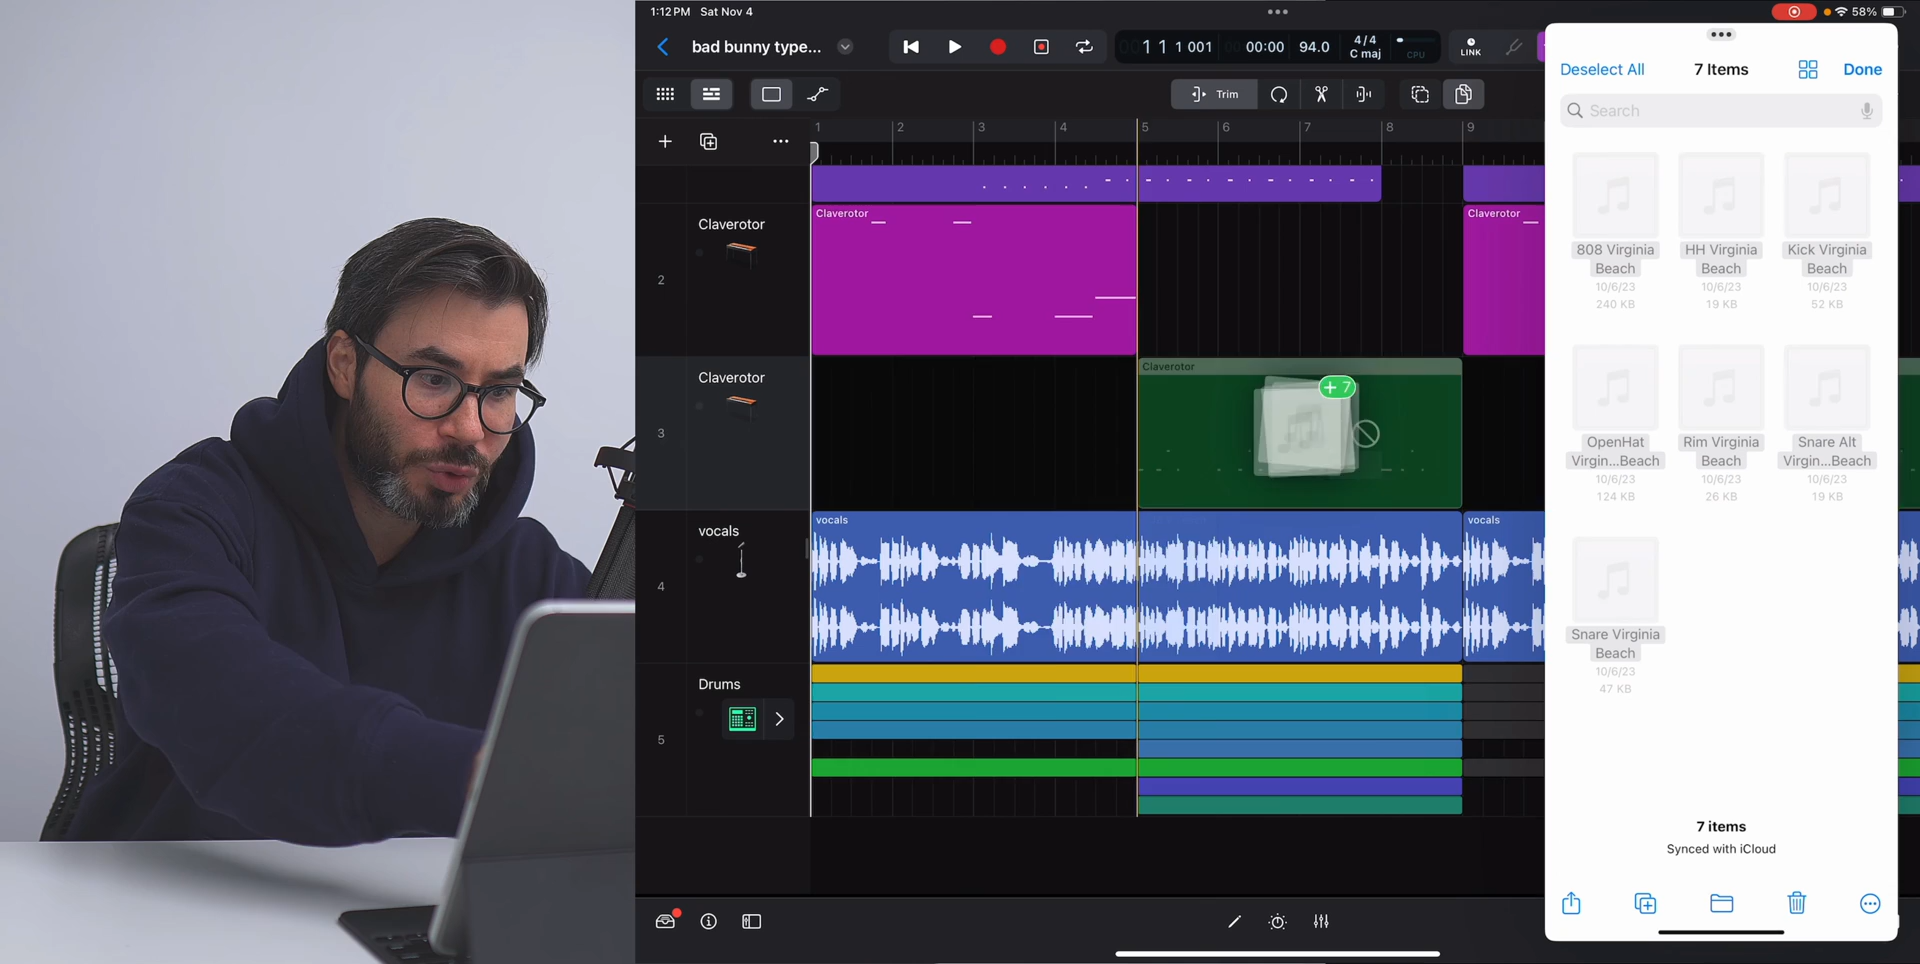 1:12 PM Sat Nov 4
58%
bad bunny type...
1 1 1 001
00:00
94.0
4/4
C maj
CPU
LINK
Trim
1
2
3
4
5
6
7
8
9
Claverotor
2
Claverotor
Claverotor
Claverotor
3
Claverotor
+ 7
vocals
4
vocals
vocals
Drums
5
Deselect All
7 Items
Done
Search
808 Virginia
Beach
10/6/23
240 KB
HH Virginia
Beach
10/6/23
19 KB
Kick Virginia
Beach
10/6/23
52 KB
OpenHat
Virgin...Beach
10/6/23
124 KB
Rim Virginia
Beach
10/6/23
26 KB
Snare Alt
Virgin...Beach
10/6/23
19 KB
Snare Virginia
Beach
10/6/23
47 KB
7 items
Synced with iCloud